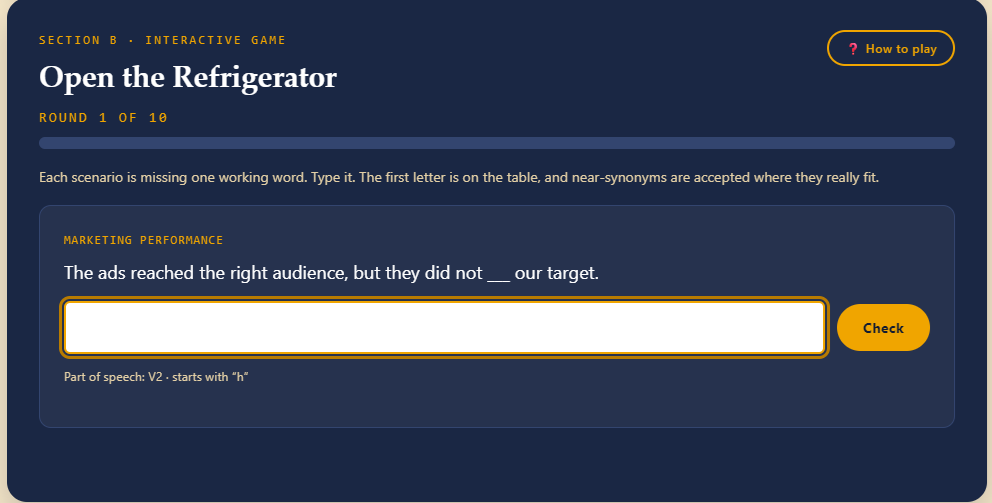 SECTION B · INTERACTIVE GAME
❓ How to play
Open the Refrigerator
ROUND 1 OF 10
Each scenario is missing one working word. Type it. The first letter is on the table, and near-synonyms are accepted where they really fit.
MARKETING PERFORMANCE
The ads reached the right audience, but they did not ___ our target.
Check
Part of speech: V2 · starts with “h”